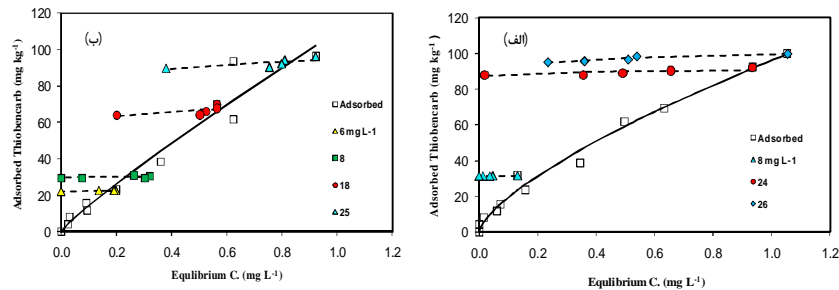 (ب)
Adsorbed Thiobencarb (mg kg-1)
120
100
80
60
40
20
0
0.0 0.2 0.4 0.6 0.8 1.0 1.2
Equlibrium C. (mg L-1)
Adsorbed
6 mg L-1
8
18
25
(الف)
Adsorbed Thiobencarb (mg kg-1)
120
100
80
60
40
20
0
0.0 0.2 0.4 0.6 0.8 1.0 1.2
Equlibrium C. (mg L-1)
Adsorbed
8 mg L-1
24
26